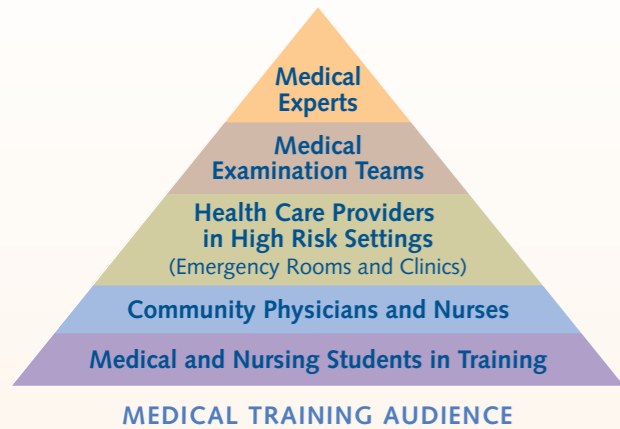 Medical
Experts
Medical
Examination Teams
Health Care Providers
in High Risk Settings
(Emergency Rooms and Clinics)
Community Physicians and Nurses
Medical and Nursing Students in Training
MEDICAL TRAINING AUDIENCE